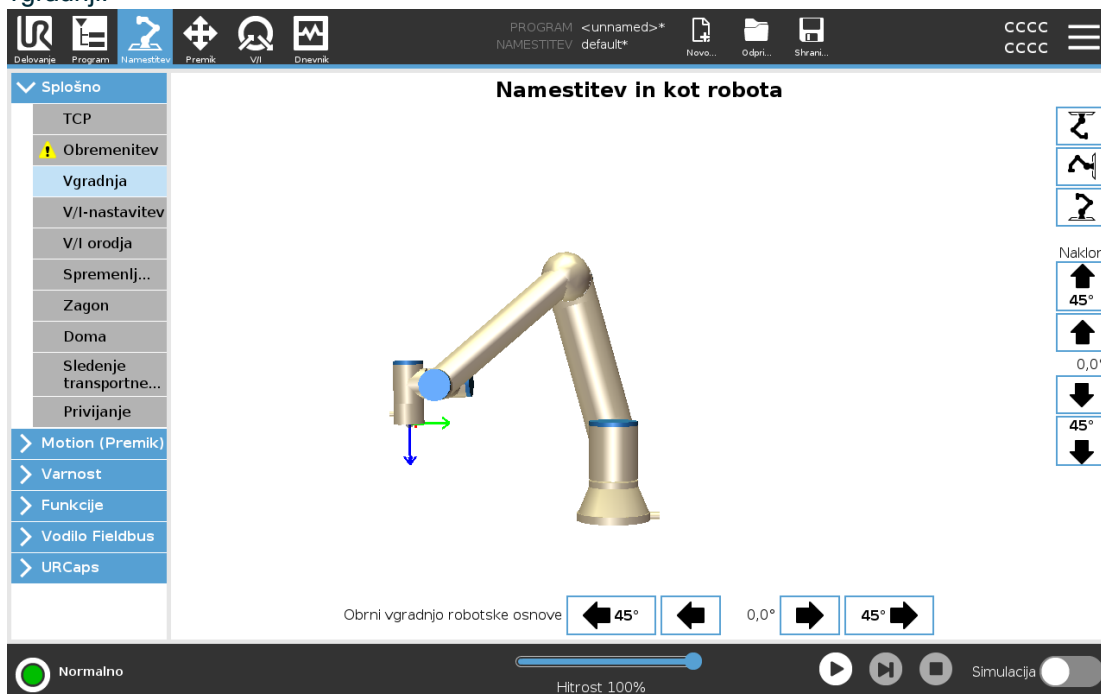 PROGRAM <unnamed>*
NAMESTITEV default*
Delovanje Program Namestitev Premik V/I Dnevnik
Novo... Odpri... Shrani...
CCCC
CCCC
Splošno
TCP
Obremenitev
Vgradnja
V/I-nastavitev
V/I orodja
Spremenlj...
Zagon
Doma
Sledenje
transportne...
Privijanje
Motion (Premik)
Varnost
Funkcije
Vodilo Fieldbus
URCaps
Namestitev in kot robota
Naklon
45°
0,0°
45°
Obrni vgradnjo robotske osnove 45° 0,0° 45°
Normalno
Hitrost 100%
Simulacija